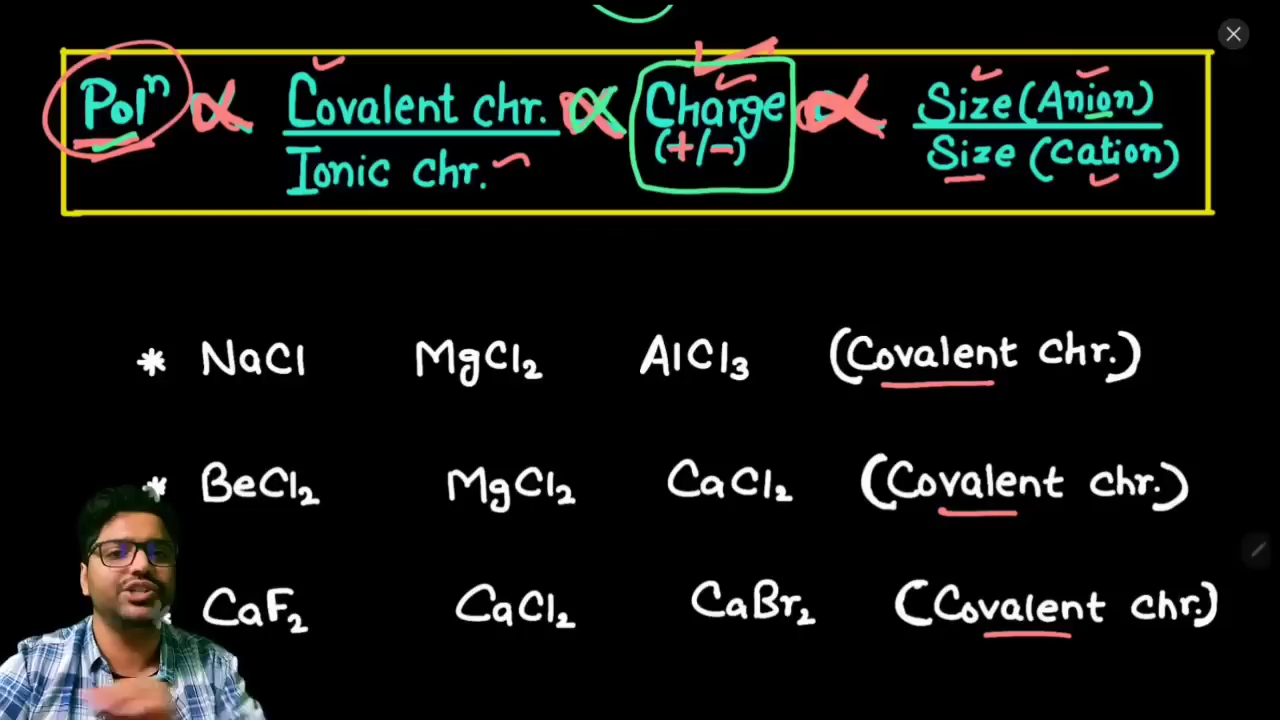 Polⁿ ∝ Covalent chr. ∝ Charge ∝ Size (Anion)
Ionic chr. (+/-) Size (Cation)
* NaCl MgCl₂ AlCl₃ (Covalent chr.)
* BeCl₂ MgCl₂ CaCl₂ (Covalent chr.)
* CaF₂ CaCl₂ CaBr₂ (Covalent chr.)